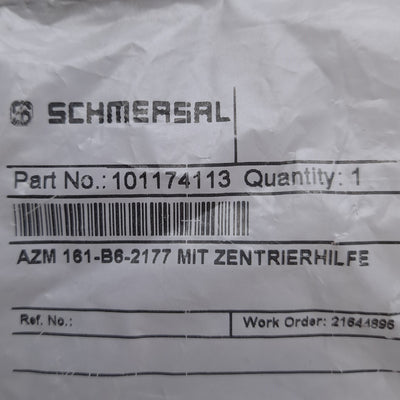 SCHMERSAL
Part No.: 101174113 Quantity: 1
AZM 161-B6-2177 MIT ZENTRIERHILFE
Ref. No.: Work Order: 21644896